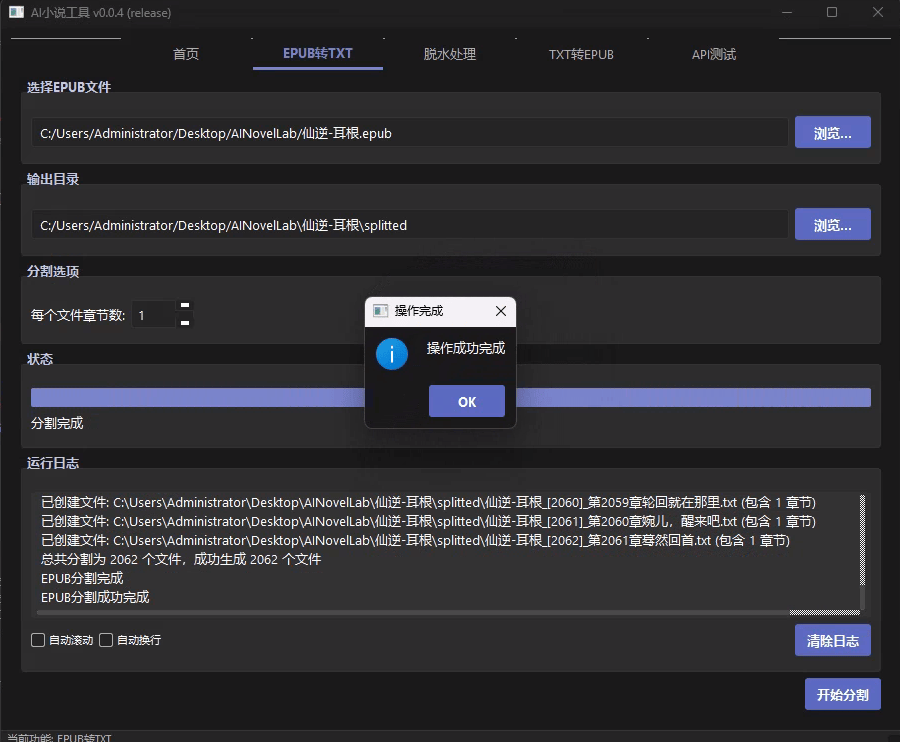 AI小说工具 v0.0.4 (release)
首页 EPUB转TXT 脱水处理 TXT转EPUB API测试
选择EPUB文件
C:/Users/Administrator/Desktop/AINovelLab/仙逆-耳根.epub 浏览...
输出目录
C:/Users/Administrator/Desktop/AINovelLab\仙逆-耳根\splitted 浏览...
分割选项
每个文件章节数: 1
操作完成
操作成功完成
OK
状态
分割完成
运行日志
已创建文件: C:\Users\Administrator\Desktop\AINovelLab\仙逆-耳根\splitted\仙逆-耳根_[2060]_第2059章轮回就在那里.txt (包含 1 章节)
已创建文件: C:\Users\Administrator\Desktop\AINovelLab\仙逆-耳根\splitted\仙逆-耳根_[2061]_第2060章婉儿，醒来吧.txt (包含 1 章节)
已创建文件: C:\Users\Administrator\Desktop\AINovelLab\仙逆-耳根\splitted\仙逆-耳根_[2062]_第2061章蓦然回首.txt (包含 1 章节)
总共分割为 2062 个文件，成功生成 2062 个文件
EPUB分割完成
EPUB分割成功完成
自动滚动 自动换行 清除日志
开始分割
当前功能: EPUB转TXT